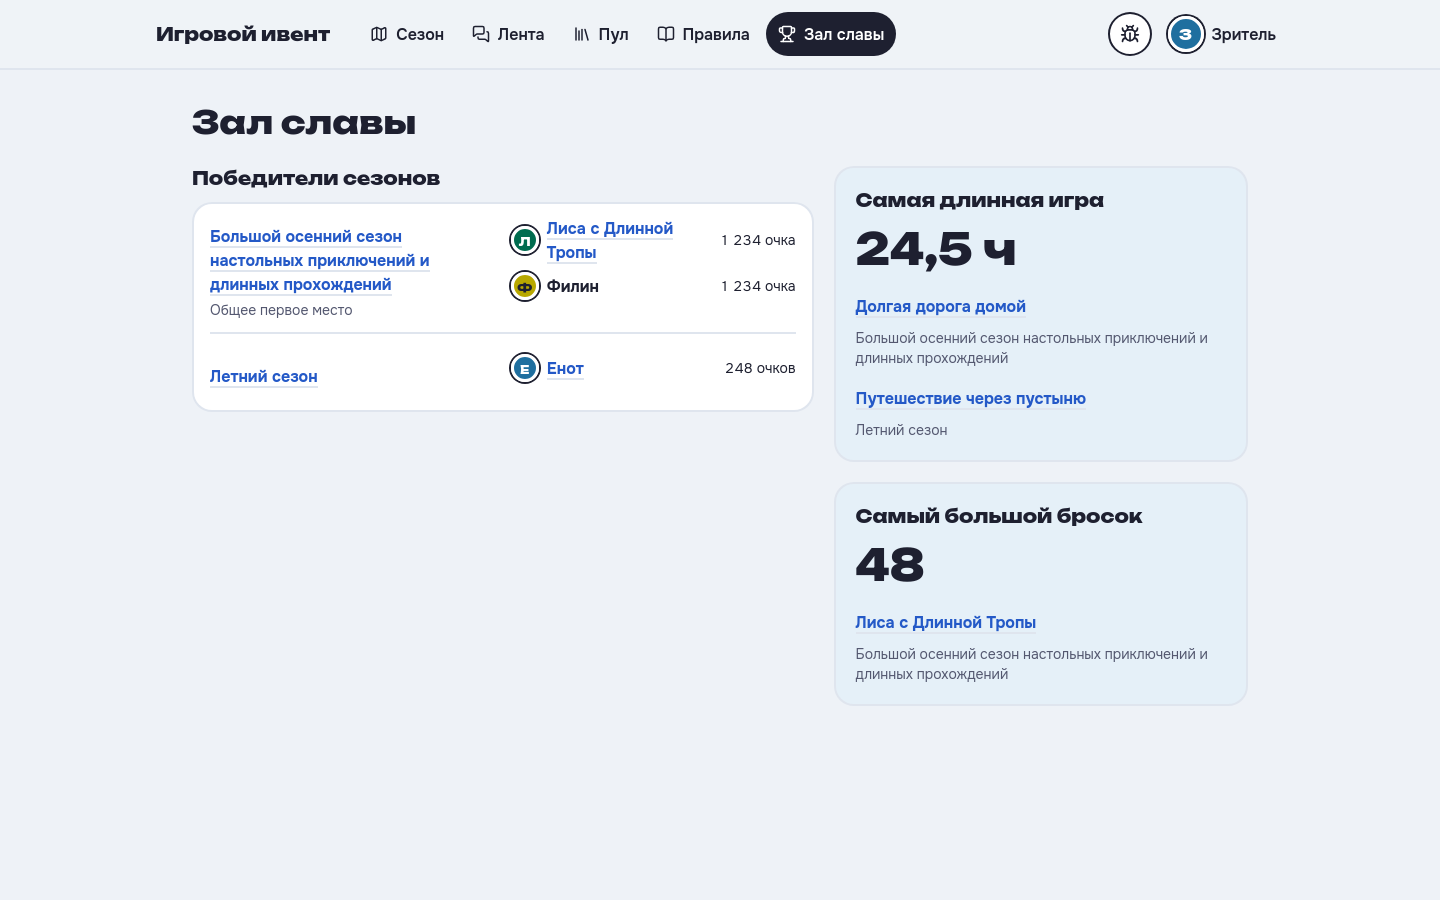 Игровой ивент
Сезон
Лента
Пул
Правила
Зал славы
З
Зритель
Зал славы
Победители сезонов
Большой осенний сезон
настольных приключений и
длинных прохождений
Общее первое место
Л
Лиса с Длинной
Тропы
1 234 очка
Ф
Филин
1 234 очка
Летний сезон
Е
Енот
248 очков
Самая длинная игра
24,5 ч
Долгая дорога домой
Большой осенний сезон настольных приключений и
длинных прохождений
Путешествие через пустыню
Летний сезон
Самый большой бросок
48
Лиса с Длинной Тропы
Большой осенний сезон настольных приключений и
длинных прохождений